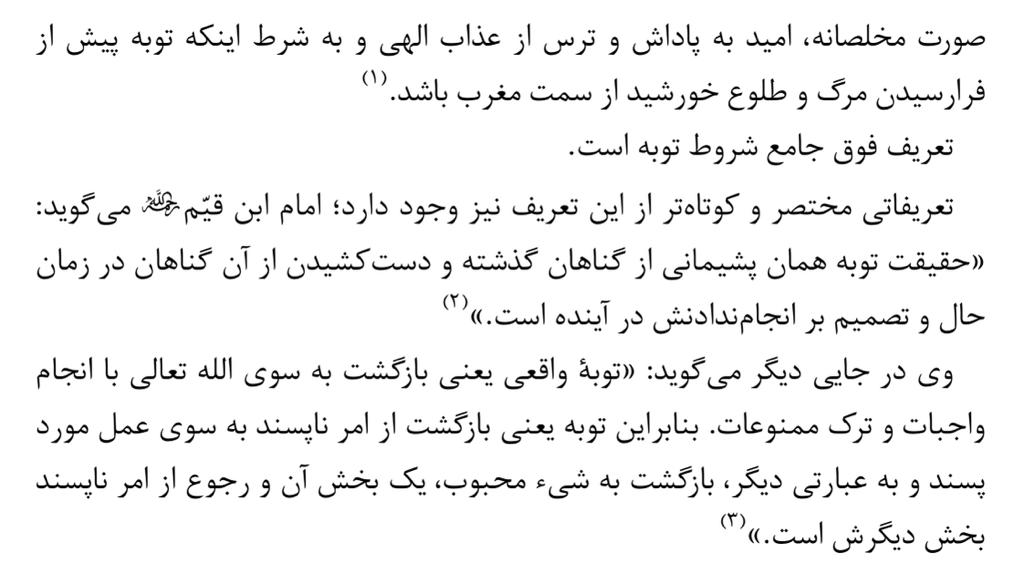 صورت مخلصانه، امید به پاداش و ترس از عذاب الهی و به شرط اینکه توبه پیش از
فرارسیدن مرگ و طلوع خورشید از سمت مغرب باشد.(۱)
تعریف فوق جامع شروط توبه است.
تعریفاتی مختصر و کوتاه‌تر از این تعریف نیز وجود دارد؛ امام ابن قیّم رحمه الله می‌گوید:
«حقیقت توبه همان پشیمانی از گناهان گذشته و دست‌کشیدن از آن گناهان در زمان
حال و تصمیم بر انجام‌ندادنش در آینده است.»(۲)
وی در جایی دیگر می‌گوید: «توبۀ واقعی یعنی بازگشت به سوی الله تعالی با انجام
واجبات و ترک ممنوعات. بنابراین توبه یعنی بازگشت از امر ناپسند به سوی عمل مورد
پسند و به عبارتی دیگر، بازگشت به شیء محبوب، یک بخش آن و رجوع از امر ناپسند
بخش دیگرش است.»(۳)